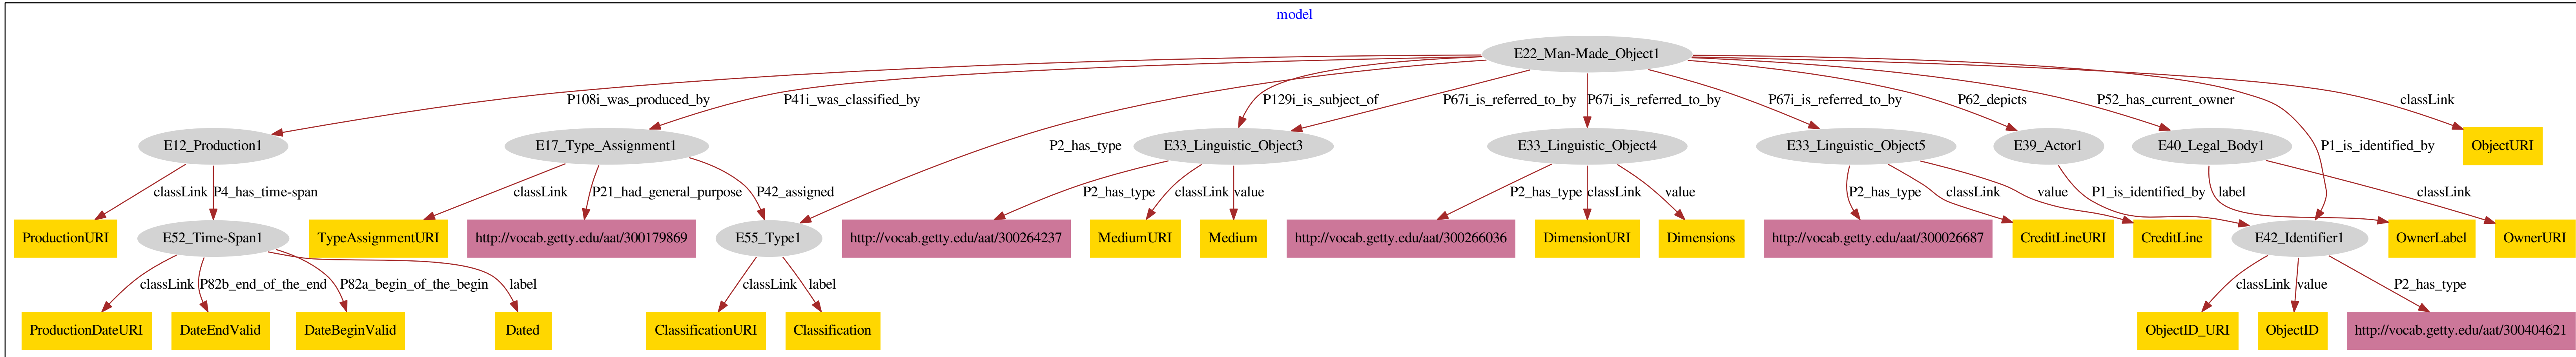 model
E22_Man-Made_Object1
P108i_was_produced_by
P41i_was_classified_by
P129i_is_subject_of
P67i_is_referred_to_by
P67i_is_referred_to_by
P67i_is_referred_to_by
P62_depicts
P52_has_current_owner
classLink
E12_Production1
E17_Type_Assignment1
P2_has_type
E33_Linguistic_Object3
E33_Linguistic_Object4
E33_Linguistic_Object5
E39_Actor1
E40_Legal_Body1
P1_is_identified_by
ObjectURI
classLink
P4_has_time-span
classLink
P21_had_general_purpose
P42_assigned
P2_has_type
classLink
value
P2_has_type
classLink
value
P2_has_type
classLink
value
P1_is_identified_by
label
classLink
ProductionURI
E52_Time-Span1
TypeAssignmentURI
http://vocab.getty.edu/aat/300179869
E55_Type1
http://vocab.getty.edu/aat/300264237
MediumURI
Medium
http://vocab.getty.edu/aat/300266036
DimensionURI
Dimensions
http://vocab.getty.edu/aat/300026687
CreditLineURI
CreditLine
E42_Identifier1
OwnerLabel
OwnerURI
classLink
P82b_end_of_the_end
P82a_begin_of_the_begin
label
classLink
label
classLink
value
P2_has_type
ProductionDateURI
DateEndValid
DateBeginValid
Dated
ClassificationURI
Classification
ObjectID_URI
ObjectID
http://vocab.getty.edu/aat/300404621